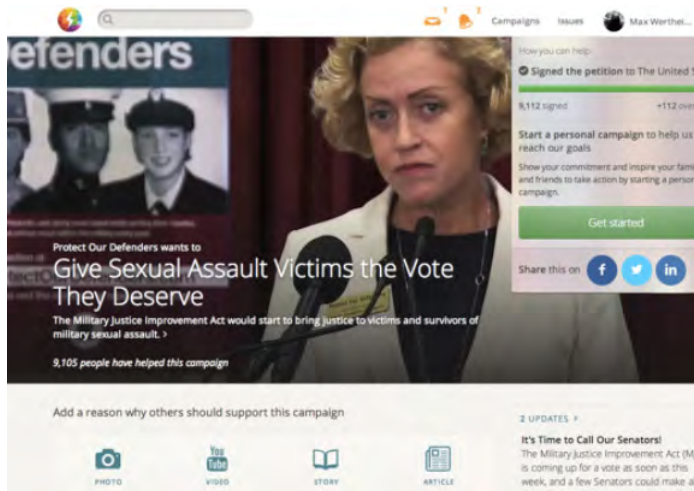 Campaigns
Issues
Max Werthei...
efenders
How you can help:
Signed the petition to The United S
9,112 signed
+112 over
Start a personal campaign to help us
reach our goals
Show your commitment and inspire your fami
and friends to take action by starting a person
campaign.
Get started
Share this on
Protect Our Defenders wants to
Give Sexual Assault Victims the Vote
They Deserve
The Military Justice Improvement Act would start to bring justice to victims and survivors of
military sexual assault. >
9,105 people have helped this campaign
Add a reason why others should support this campaign
You
Tube
PHOTO
VIDEO
STORY
ARTICLE
2 UPDATES >
It's Time to Call Our Senators!
The Military Justice Improvement Act (M
is coming up for a vote as soon as this
week, and a few Senators could make a